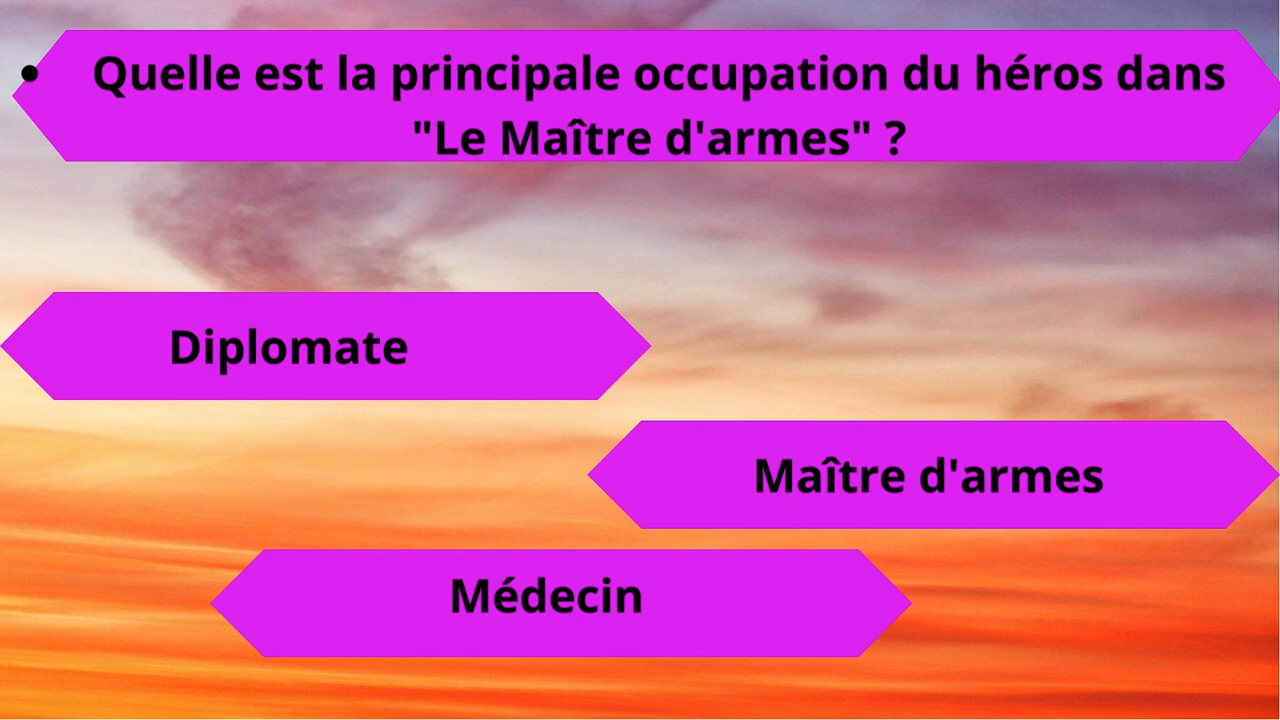 • Quelle est la principale occupation du héros dans
"Le Maître d'armes" ?
Diplomate
Maître d'armes
Médecin